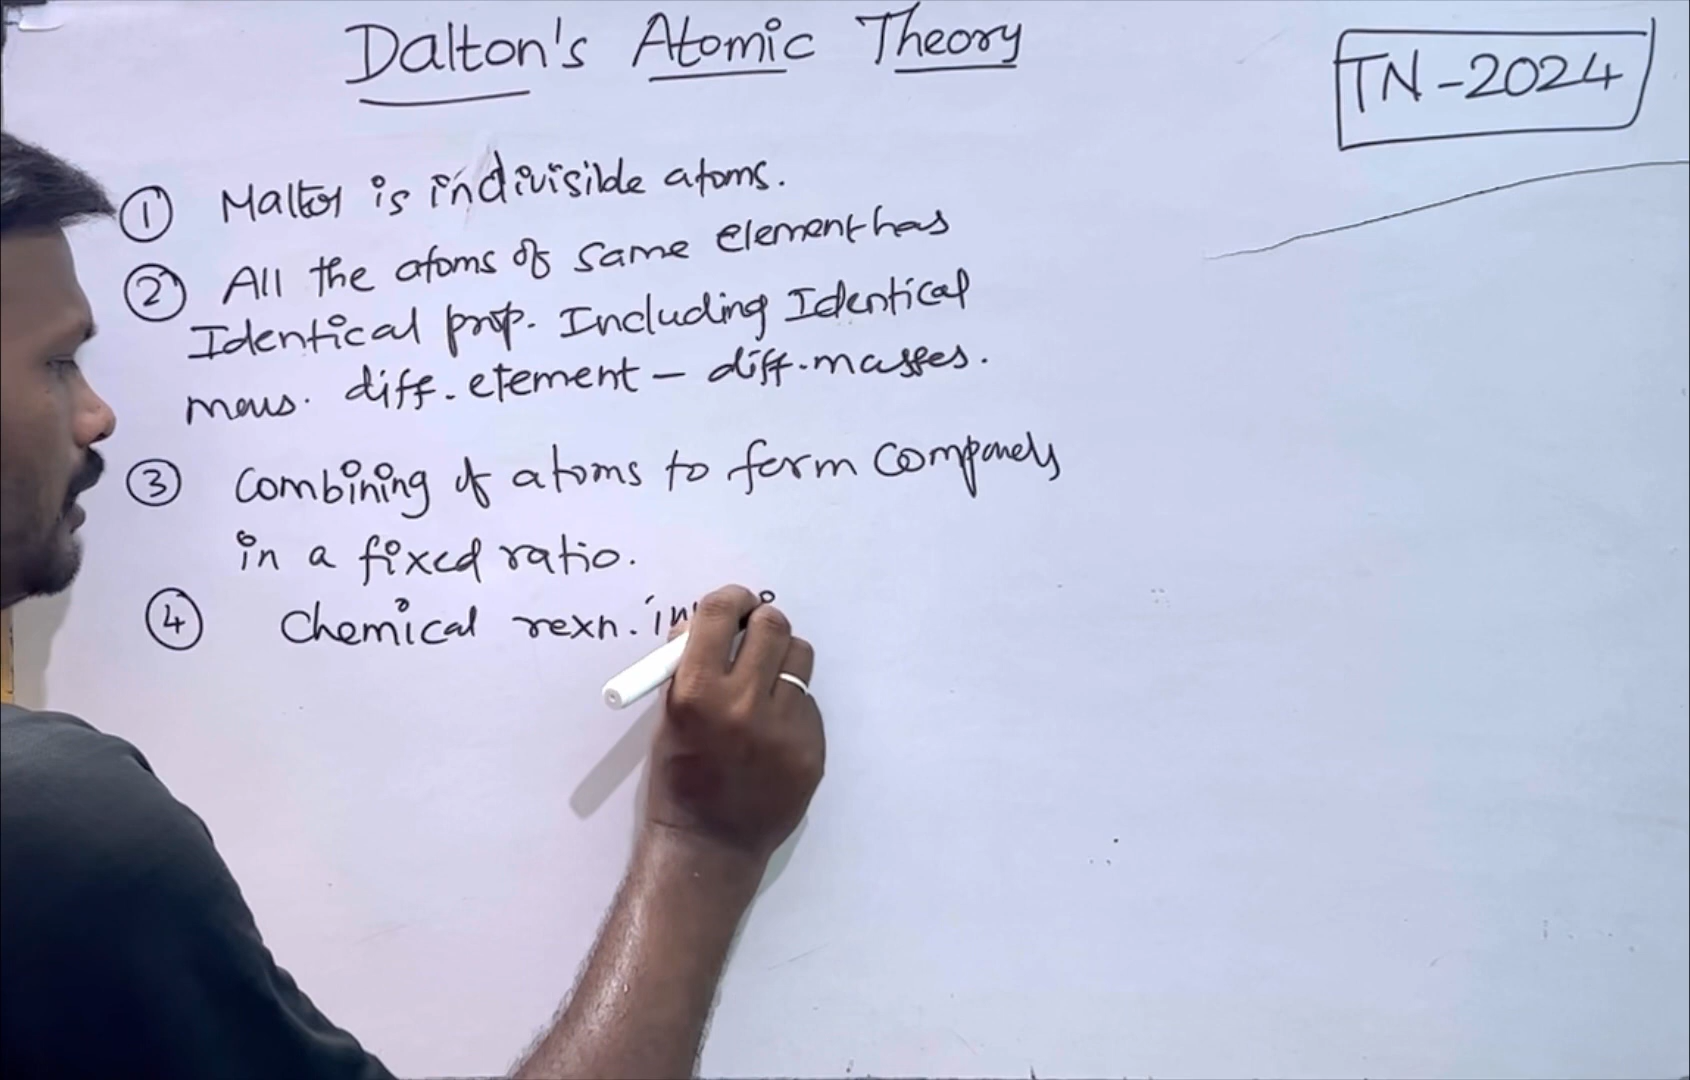 Dalton's Atomic Theory
TN-2024
① Matter is indivisible atoms.
② All the atoms of same element has
Identical prop. Including Identical
mass. diff. element - diff. masses.
③ Combining of atoms to form compounds
in a fixed ratio.
④ Chemical rexn.